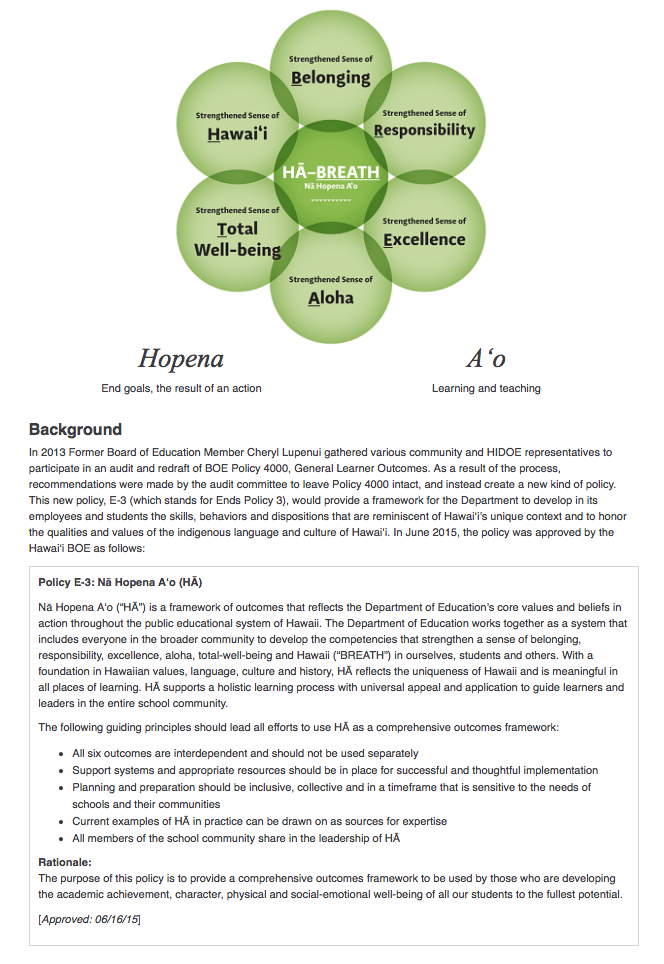 Strengthened Sense of
Belonging
Strengthened Sense of
Hawaiʻi
Strengthened Sense of
Responsibility
HĀ–BREATH
Nā Hopena Aʻo
----------
Strengthened Sense of
Total
Well-being
Strengthened Sense of
Excellence
Strengthened Sense of
Aloha
Hopena
End goals, the result of an action
Aʻo
Learning and teaching
Background
In 2013 Former Board of Education Member Cheryl Lupenui gathered various community and HIDOE representatives to
participate in an audit and redraft of BOE Policy 4000, General Learner Outcomes. As a result of the process,
recommendations were made by the audit committee to leave Policy 4000 intact, and instead create a new kind of policy.
This new policy, E-3 (which stands for Ends Policy 3), would provide a framework for the Department to develop in its
employees and students the skills, behaviors and dispositions that are reminiscent of Hawaiʻi's unique context and to honor
the qualities and values of the indigenous language and culture of Hawaiʻi. In June 2015, the policy was approved by the
Hawaiʻi BOE as follows:
Policy E-3: Nā Hopena A'o (HĀ)
Nā Hopena A'o (“HĀ”) is a framework of outcomes that reflects the Department of Education's core values and beliefs in
action throughout the public educational system of Hawaii. The Department of Education works together as a system that
includes everyone in the broader community to develop the competencies that strengthen a sense of belonging,
responsibility, excellence, aloha, total-well-being and Hawaii (“BREATH”) in ourselves, students and others. With a
foundation in Hawaiian values, language, culture and history, HĀ reflects the uniqueness of Hawaii and is meaningful in
all places of learning. HĀ supports a holistic learning process with universal appeal and application to guide learners and
leaders in the entire school community.
The following guiding principles should lead all efforts to use HĀ as a comprehensive outcomes framework:
• All six outcomes are interdependent and should not be used separately
• Support systems and appropriate resources should be in place for successful and thoughtful implementation
• Planning and preparation should be inclusive, collective and in a timeframe that is sensitive to the needs of
schools and their communities
• Current examples of HĀ in practice can be drawn on as sources for expertise
• All members of the school community share in the leadership of HĀ
Rationale:
The purpose of this policy is to provide a comprehensive outcomes framework to be used by those who are developing
the academic achievement, character, physical and social-emotional well-being of all our students to the fullest potential.
[Approved: 06/16/15]